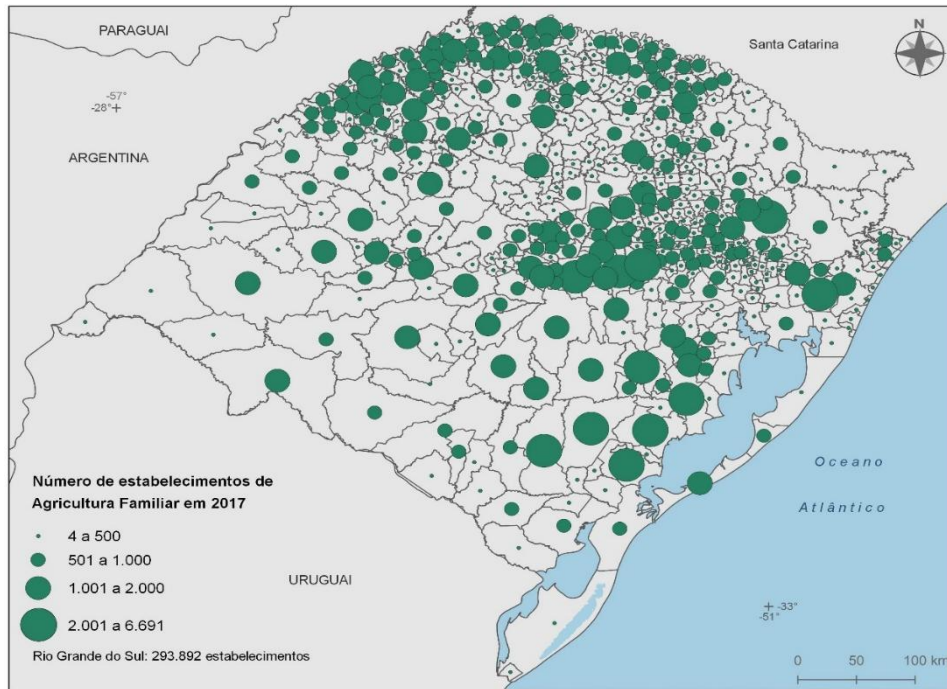 PARAGUAI
Santa Catarina
-57°
-28°
ARGENTINA
Oceano
Atlântico
Número de estabelecimentos de
Agricultura Familiar em 2017
4 a 500
501 a 1.000
1.001 a 2.000
2.001 a 6.691
URUGUAI
-33°
-51°
Rio Grande do Sul: 293.892 estabelecimentos
0 50 100 km